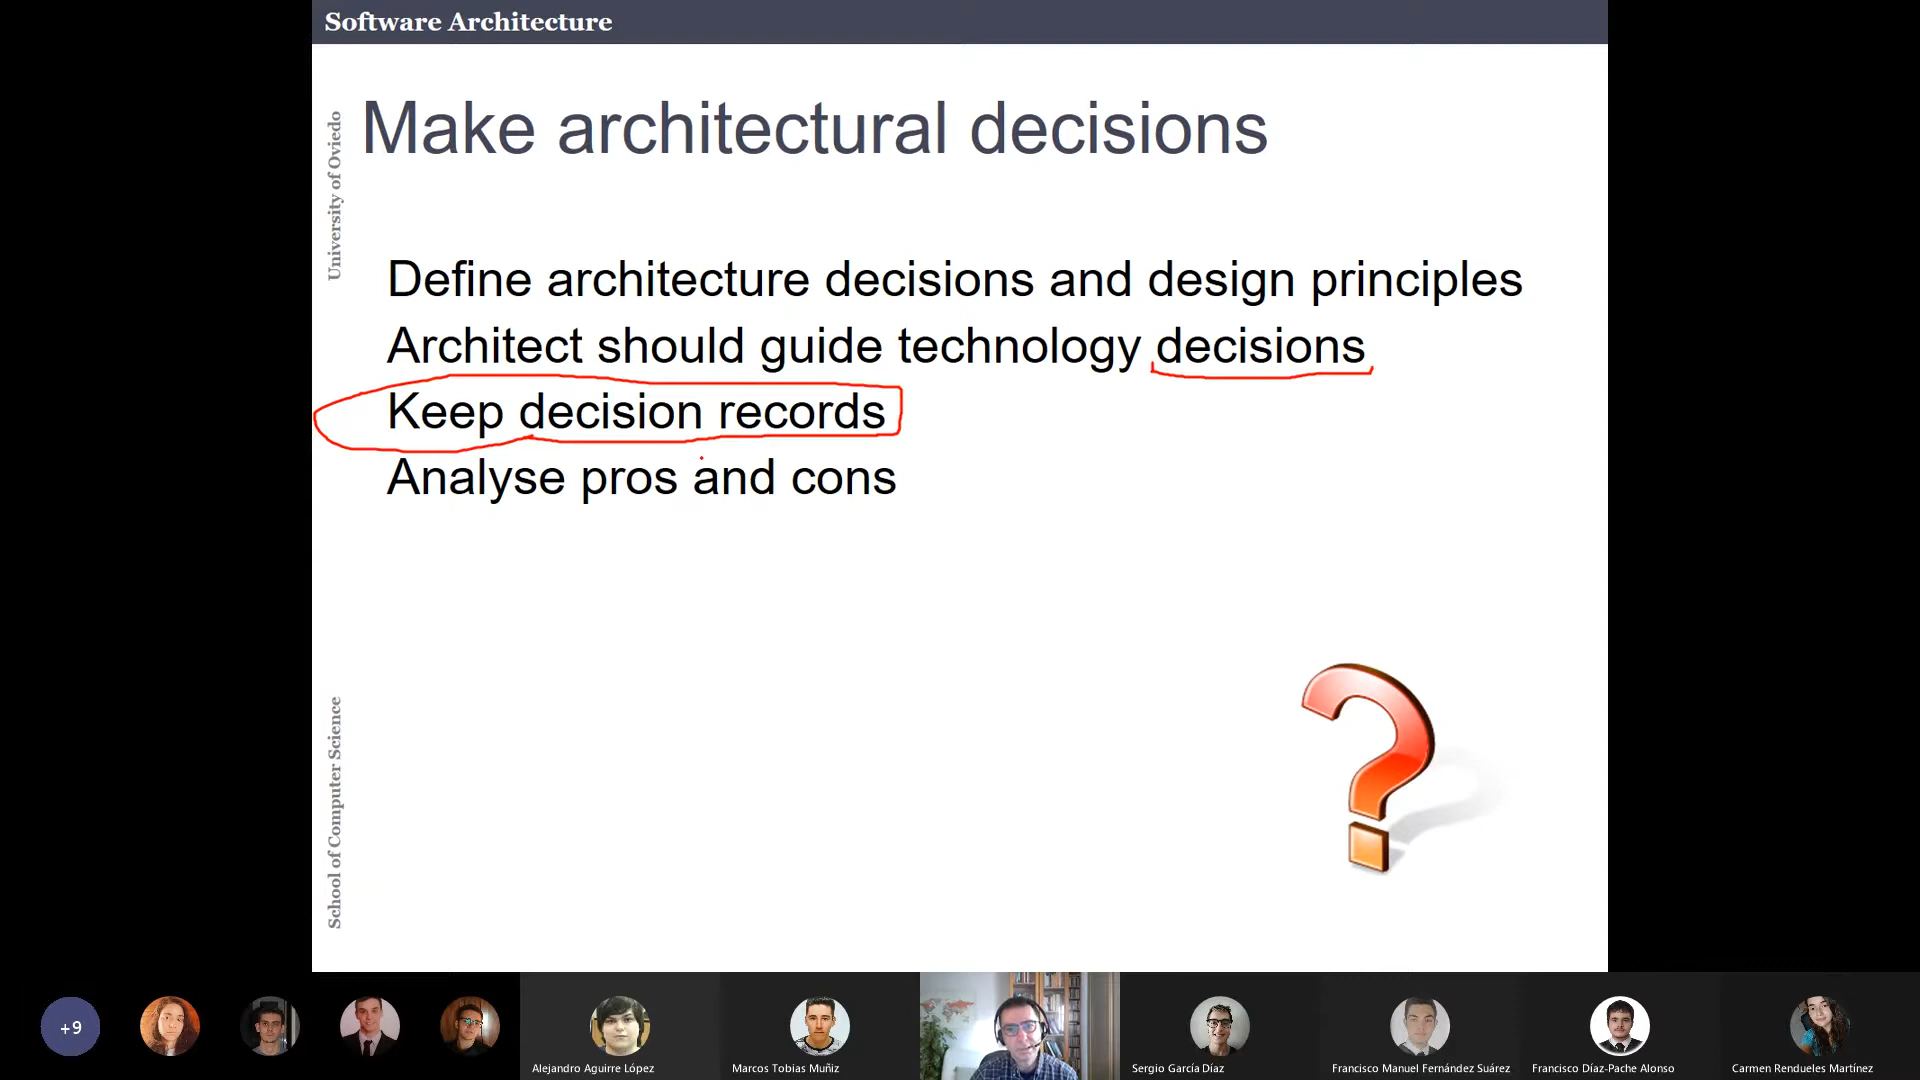 Software Architecture
University of Oviedo
Make architectural decisions
Define architecture decisions and design principles
Architect should guide technology decisions
Keep decision records
Analyse pros and cons
School of Computer Science
+9
Alejandro Aguirre López
Marcos Tobias Muñiz
Sergio García Díaz
Francisco Manuel Fernández Suárez
Francisco Díaz-Pache Alonso
Carmen Rendueles Martínez